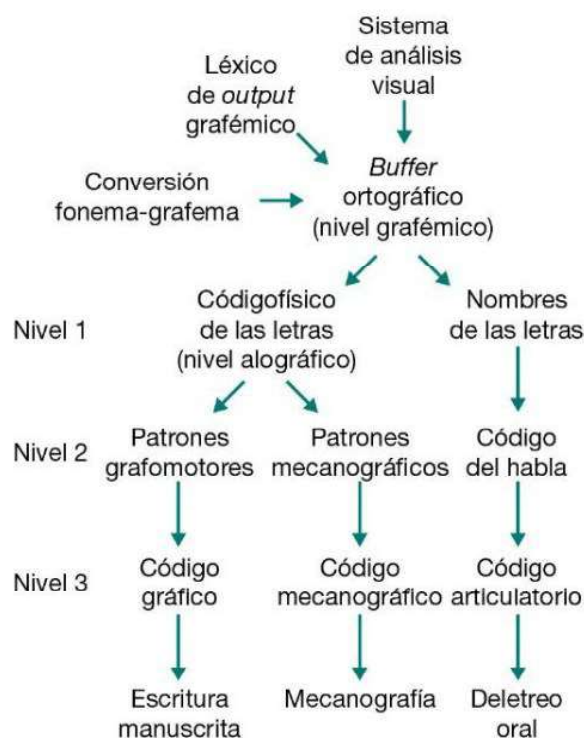 Sistema
de análisis
visual
Léxico
de output
grafémico
Buffer
ortográfico
(nivel grafémico)
Conversión
fonema-grafema
Nivel 1
Códigofísico
de las letras
(nivel alográfico)
Nombres
de las letras
Nivel 2
Patrones
grafomotores
Patrones
mecanográficos
Código
del habla
Nivel 3
Código
gráfico
Código
mecanográfico
Código
articulatorio
Escritura
manuscrita
Mecanografía
Deletreo
oral